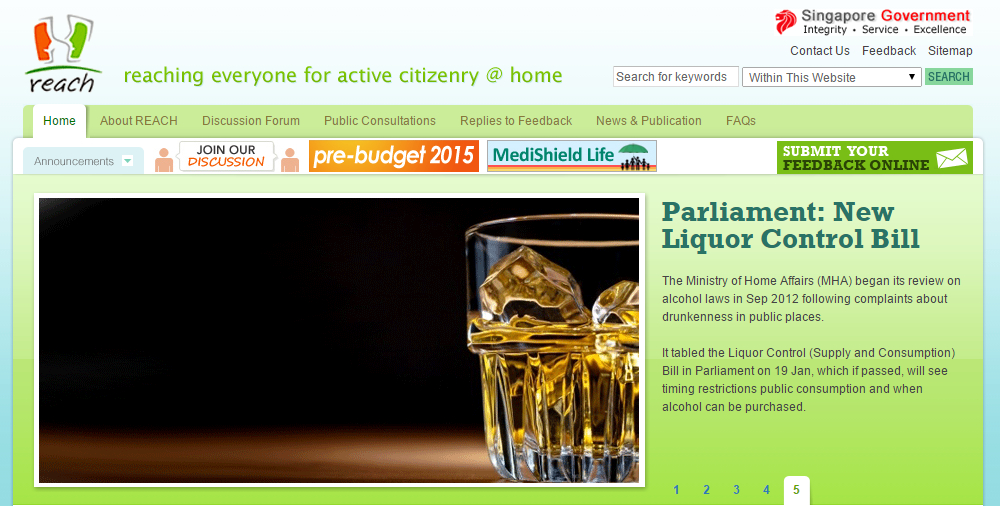 reach
reaching everyone for active citizenry @ home
Singapore Government
Integrity • Service • Excellence
Contact Us Feedback Sitemap
Search for keywords Within This Website SEARCH
Home About REACH Discussion Forum Public Consultations Replies to Feedback News & Publication FAQs
Announcements
JOIN OUR
DISCUSSION
pre-budget 2015
MediShield Life
SUBMIT YOUR
FEEDBACK ONLINE
Parliament: New
Liquor Control Bill
The Ministry of Home Affairs (MHA) began its review on
alcohol laws in Sep 2012 following complaints about
drunkenness in public places.
It tabled the Liquor Control (Supply and Consumption)
Bill in Parliament on 19 Jan, which if passed, will see
timing restrictions public consumption and when
alcohol can be purchased.
1 2 3 4 5